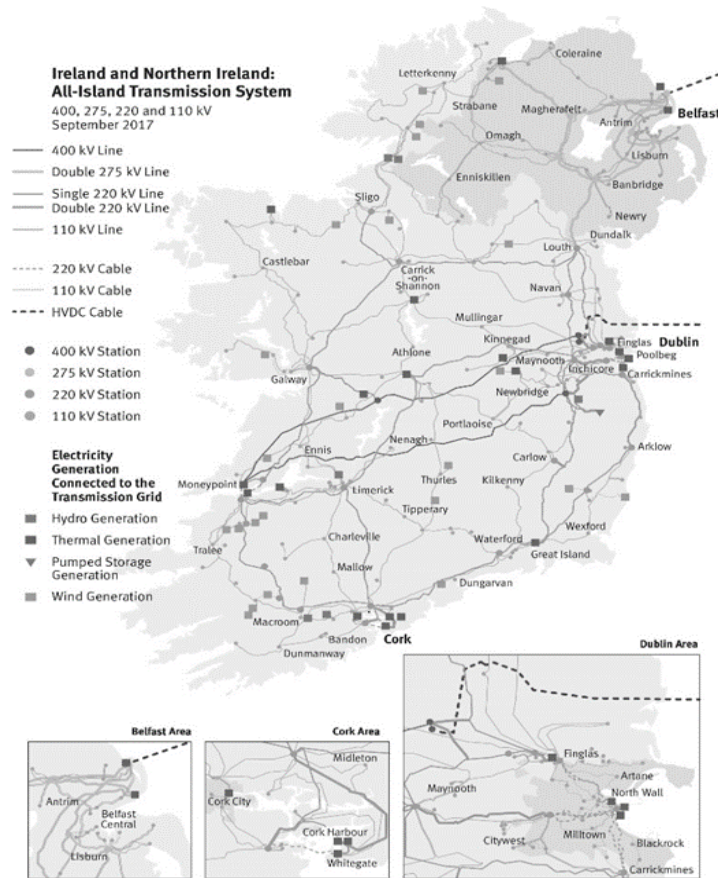 Ireland and Northern Ireland:
All-Island Transmission System
400, 275, 220 and 110 kV
September 2017
400 kV Line
Double 275 kV Line
Single 220 kV Line
Double 220 kV Line
110 kV Line
220 kV Cable
110 kV Cable
HVDC Cable
400 kV Station
275 kV Station
220 kV Station
110 kV Station
Electricity
Generation
Connected to the
Transmission Grid
Hydro Generation
Thermal Generation
Pumped Storage
Generation
Wind Generation
Coleraine
Letterkenny
Strabane
Magherafelt
Antrim
Belfast
Omagh
Lisburn
Enniskillen
Banbridge
Newry
Sligo
Dundalk
Louth
Castlebar
Carrick
-on-
Shannon
Navan
Mullingar
Kinnegad
Dublin
Finglas
Athlone
Maynooth
Poolbeg
Inchicore
Carrickmines
Galway
Newbridge
Portlaoise
Nenagh
Arklow
Ennis
Carlow
Moneypoint
Limerick
Thurles
Kilkenny
Tipperary
Wexford
Charleville
Waterford
Great Island
Tralee
Mallow
Dungarvan
Macroom
Bandon
Cork
Dunmanway
Dublin Area
Finglas
Artane
Maynooth
North Wall
Citywest
Milltown
Blackrock
Carrickmines
Belfast Area
Antrim
Belfast
Central
Lisburn
Cork Area
Midleton
Cork City
Cork Harbour
Whitegate